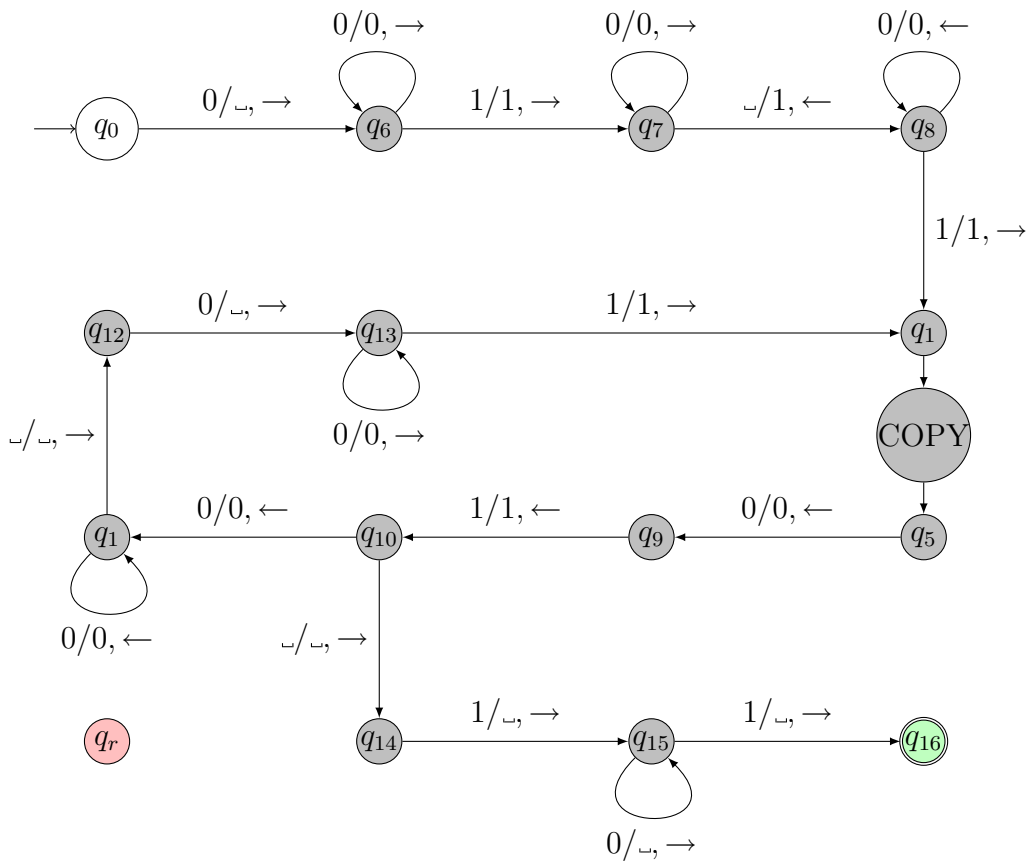 0/0, → 0/0, → 0/0, ←
q₀ 0/␣, → q₆ 1/1, → q₇ ␣/1, ← q₈
1/1, →
q₁₂ 0/␣, → q₁₃ 1/1, → q₁
␣/␣, → 0/0, → COPY
q₁ 0/0, ← q₁₀ 1/1, ← q₉ 0/0, ← q₅
0/0, ← ␣/␣, →
qᵣ q₁₄ 1/␣, → q₁₅ 1/␣, → q₁₆
0/␣, →